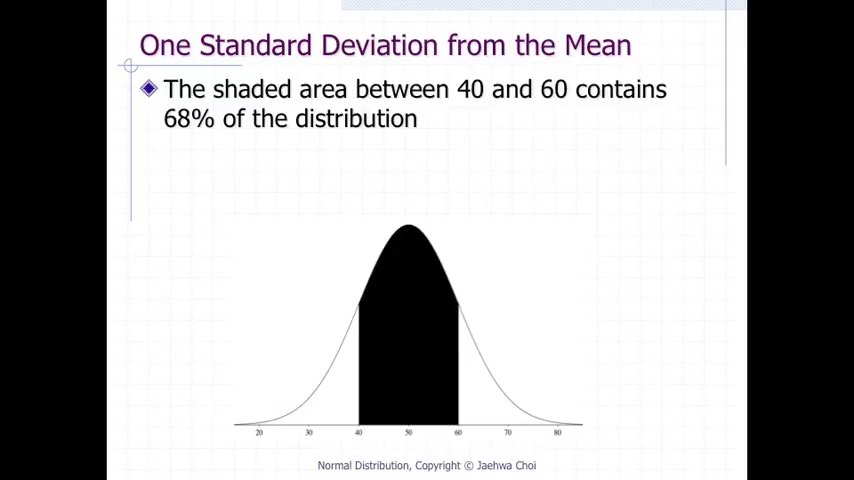 One Standard Deviation from the Mean
The shaded area between 40 and 60 contains
68% of the distribution
20 30 40 50 60 70 80
Normal Distribution, Copyright © Jaehwa Choi